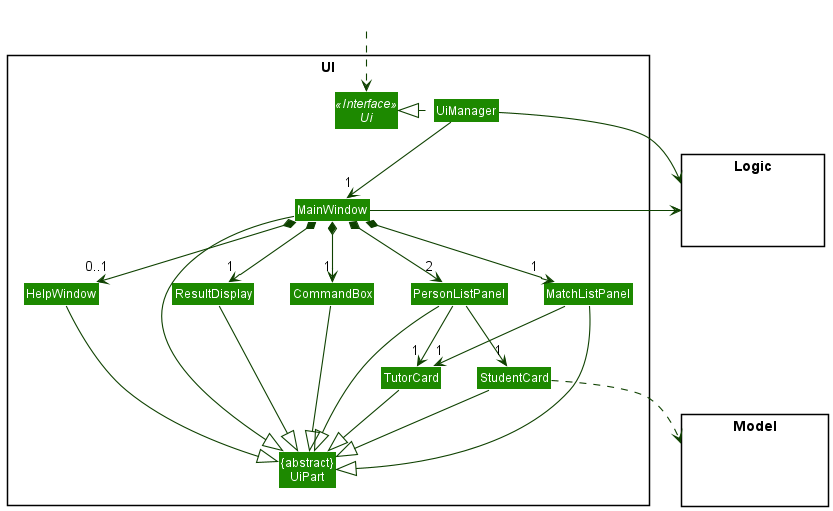 UI
«Interface»
Ui
UiManager
Logic
1
MainWindow
0..1
1
1
2
1
HelpWindow
ResultDisplay
CommandBox
PersonListPanel
MatchListPanel
1
1
1
TutorCard
StudentCard
Model
{abstract}
UiPart